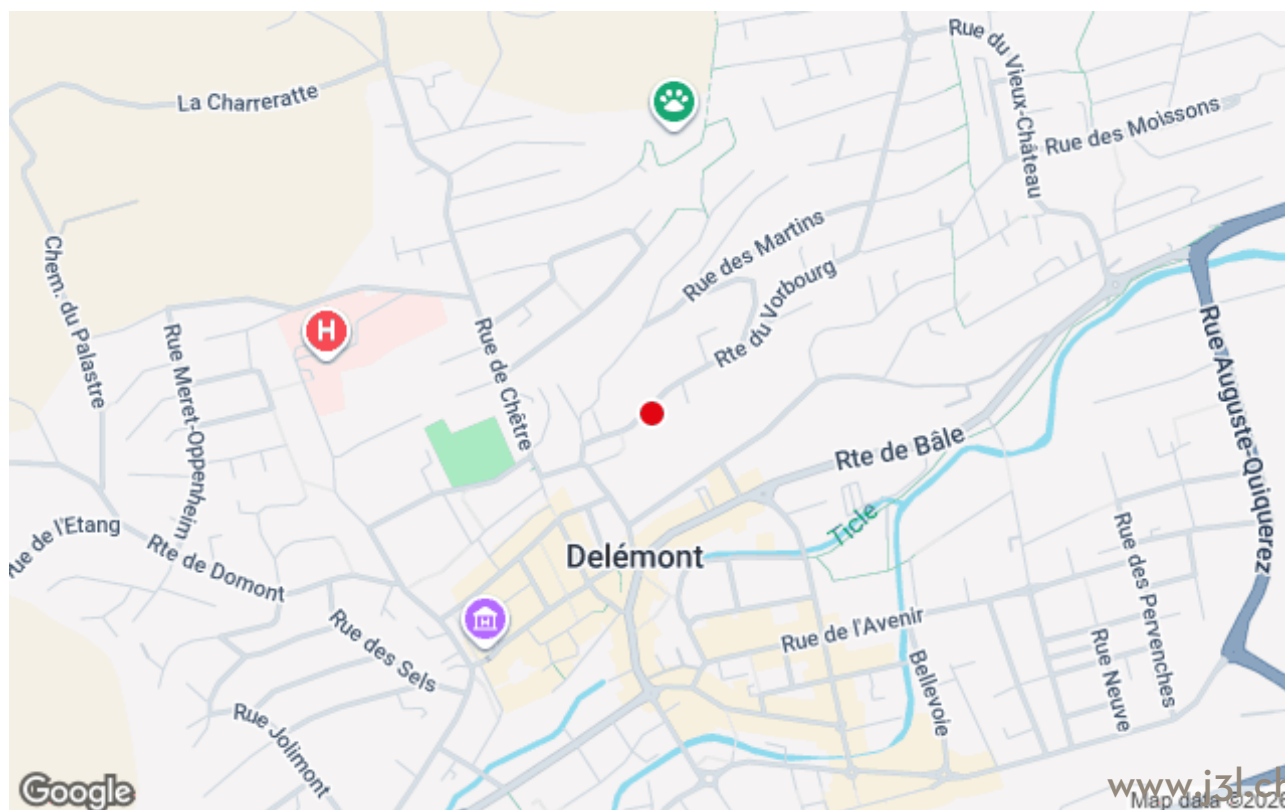 Rue du Vieux-Château
La Charreratte
Rue des Moissons
Rue des Martins
Chem. du Palastre
Rte du Vorbourg
H
Rue Meret-Oppenheim
Rue de Chêtre
Rue Auguste-Quiquerez
Rte de Bâle
Ticle
Rue de l'Etang
Rte de Domont
Delémont
Rue des Pervenches
H
Rue de l'Avenir
Rue des Sels
Rue Neuve
Bellevoie
Rue Jolimont
Google
www.j3l.ch
Map data